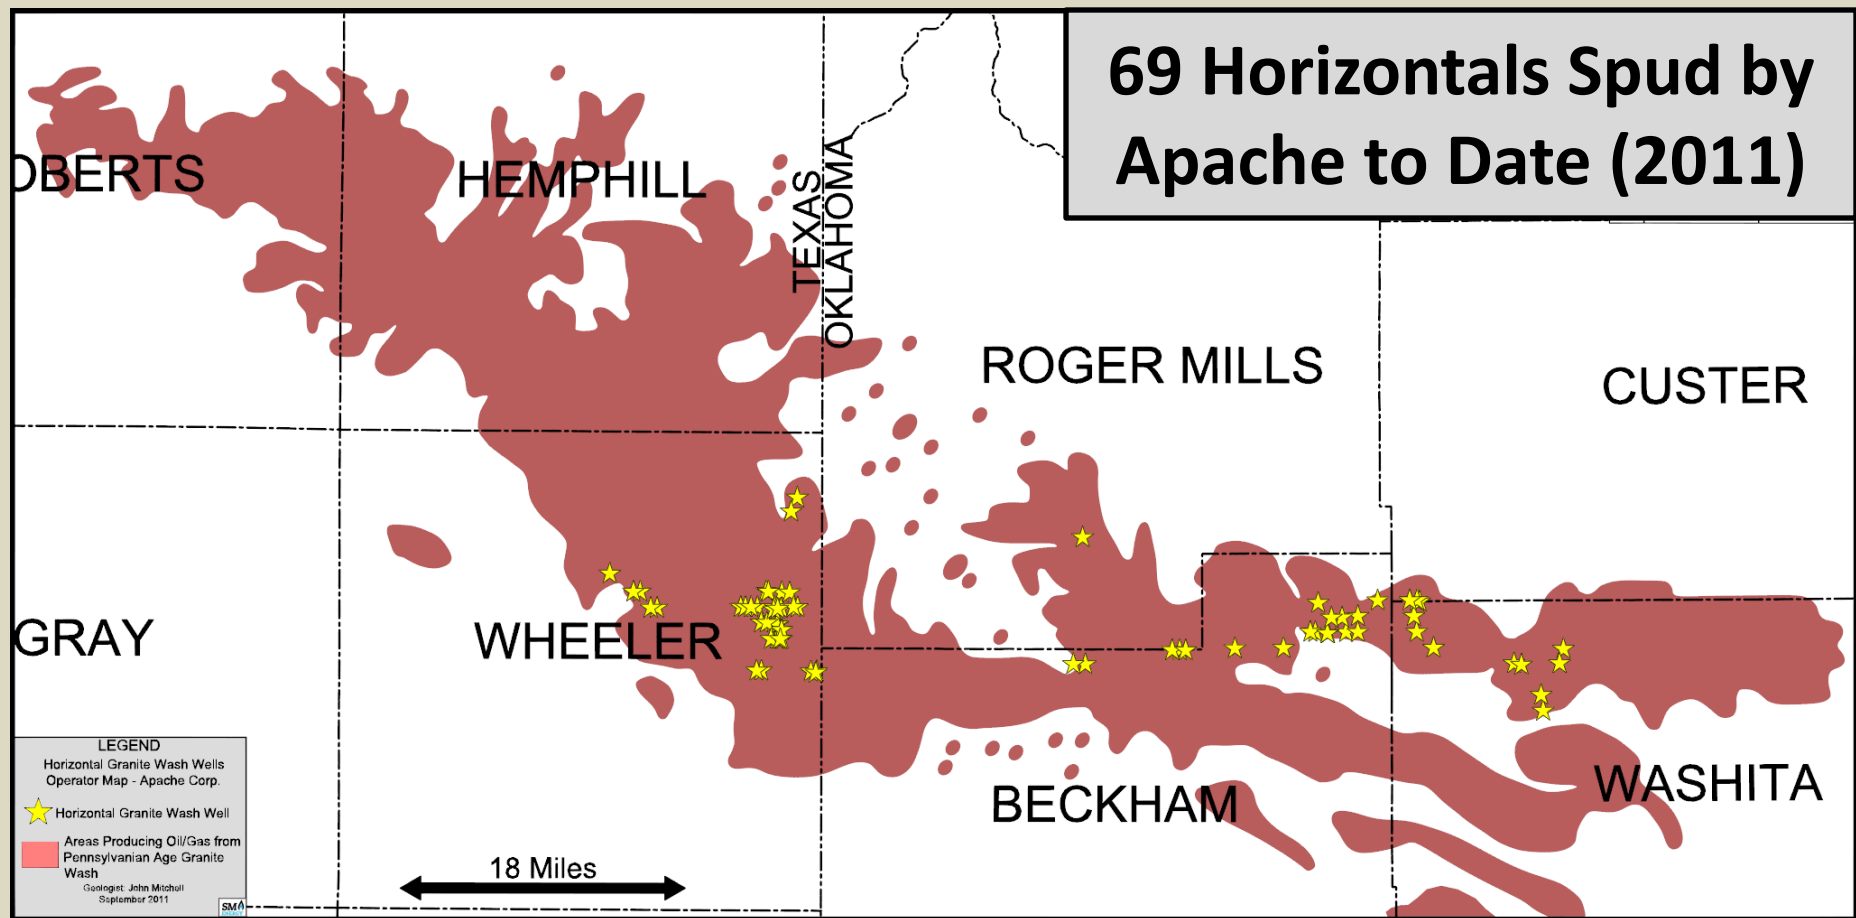 69 Horizontals Spud by
Apache to Date (2011)
OBERTS
HEMPHILL
TEXAS
OKLAHOMA
ROGER MILLS
CUSTER
GRAY
WHEELER
BECKHAM
WASHITA
LEGEND
Horizontal Granite Wash Wells
Operator Map - Apache Corp.
Horizontal Granite Wash Well
Areas Producing Oil/Gas from
Pennsylvanian Age Granite
Wash
Geologist: John Mitchell
September 2011
SM
ENERGY
18 Miles